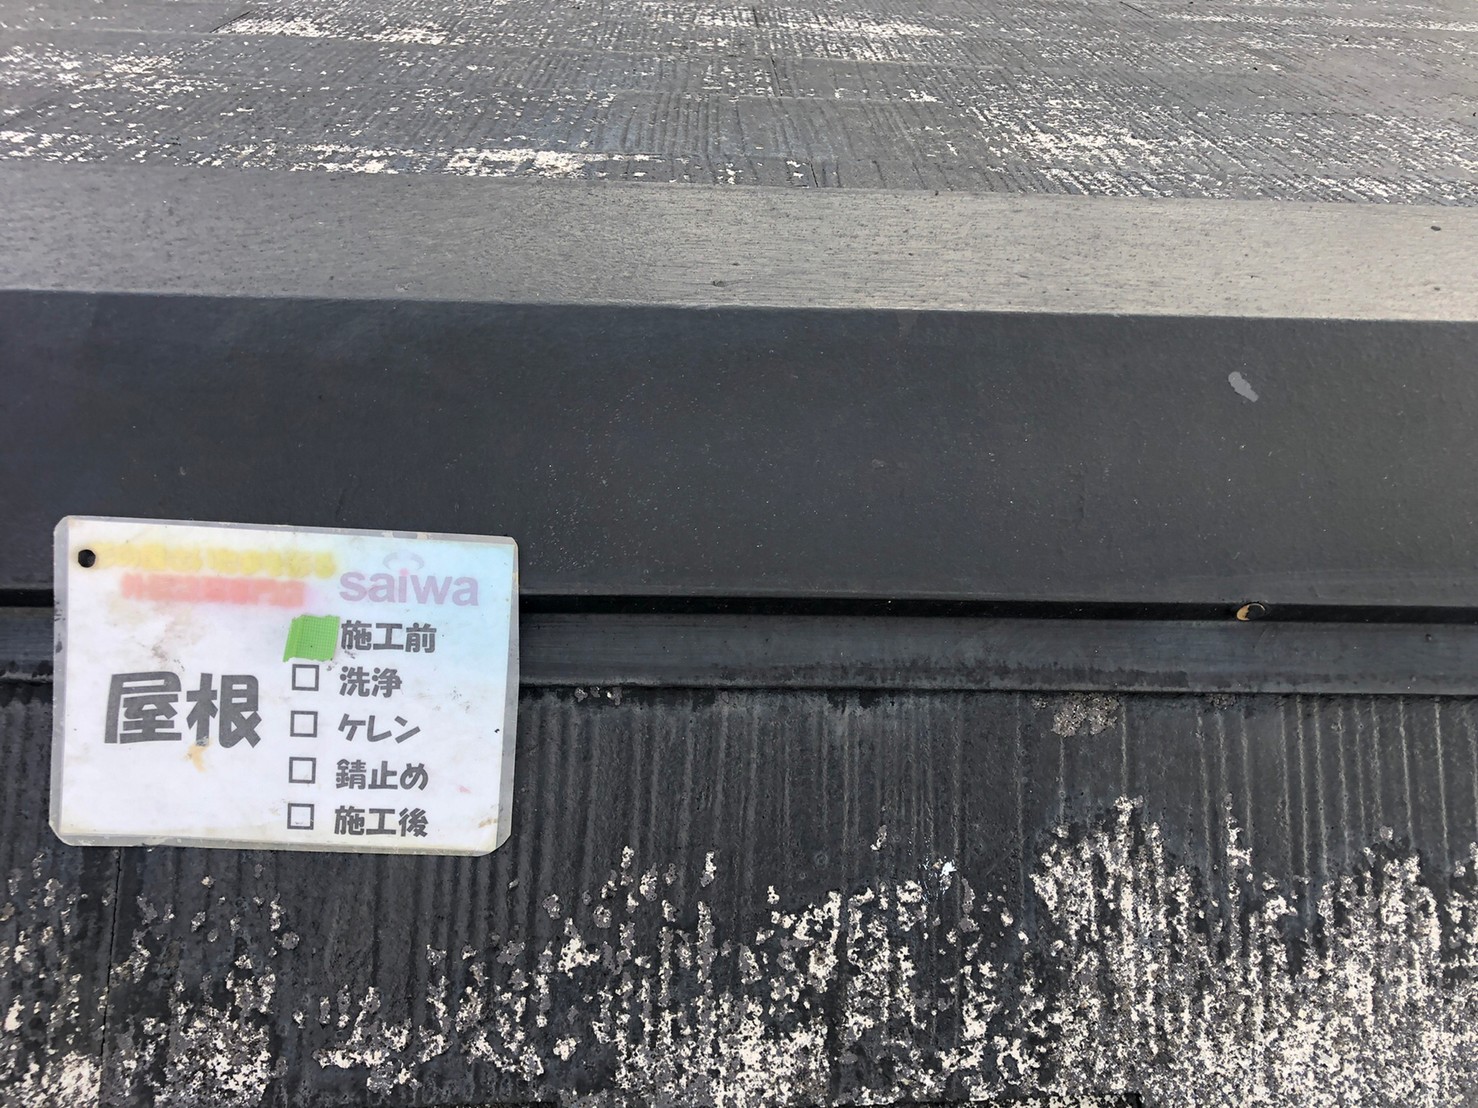 saiwa
施工前
屋根
洗浄
ケレン
錆止め
施工後